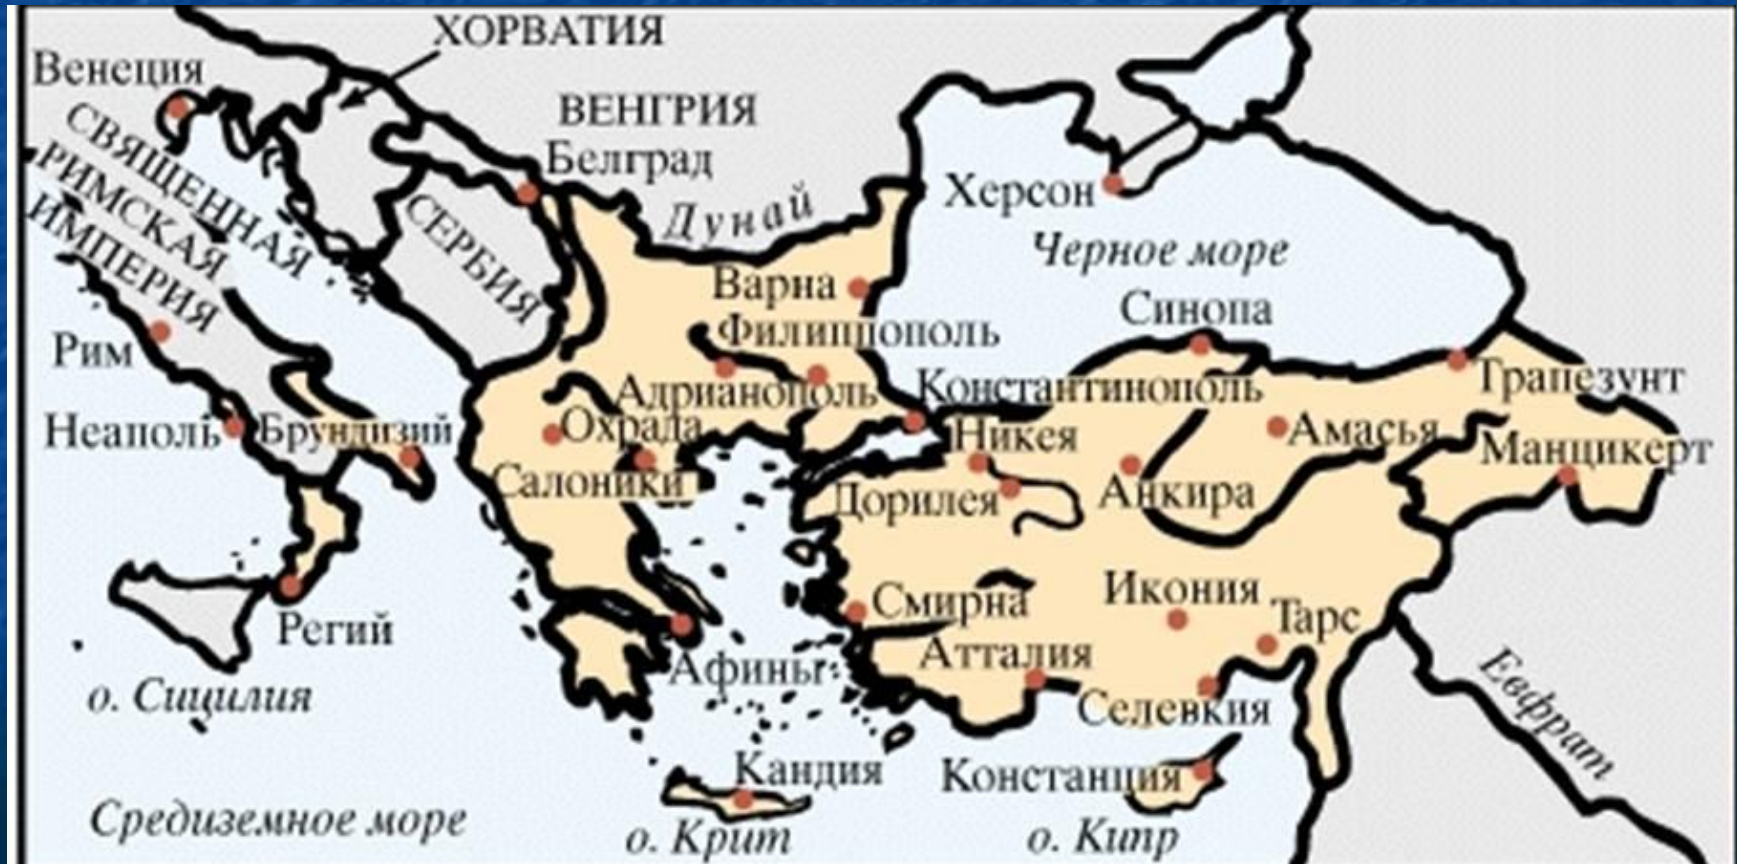 ХОРВАТИЯ
Венеция
ВЕНГРИЯ
Белград
СВЯЩЕННАЯ
РИМСКАЯ
ИМПЕРИЯ
СЕРБИЯ
Дунай
Херсон
Черное море
Варна
Синопа
Филиппополь
Рим
Адрианополь
Константинополь
Трапезунт
Неаполь
Брундизий
Охрада
Никея
Амасья
Манцикерт
Салоники
Дорилея
Анкира
Регий
Смирна
Икония
Тарс
Афины
Атталия
Селевкия
Евфрат
о. Сицилия
Кандия
Констанция
Средиземное море
о. Крит
о. Кипр